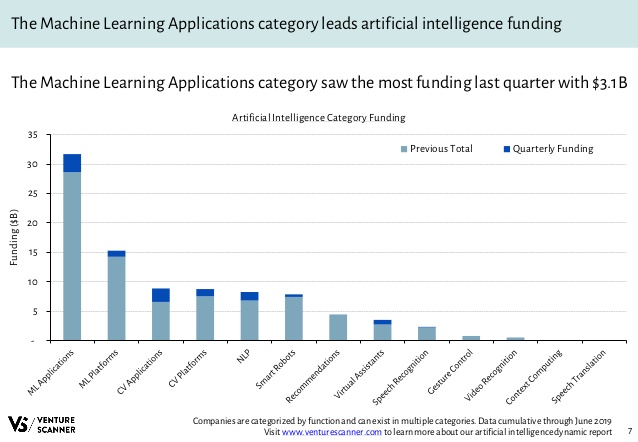 The Machine Learning Applications category leads artificial intelligence funding
The Machine Learning Applications category saw the most funding last quarter with $3.1B
Artificial Intelligence Category Funding
Previous Total
Quarterly Funding
Funding ($B)
35
30
25
20
15
10
5
-
ML Applications
ML Platforms
CV Applications
CV Platforms
NLP
Smart Robots
Recommendations
Virtual Assistants
Speech Recognition
Gesture Control
Video Recognition
Context Computing
Speech Translation
VS / VENTURE
SCANNER
Companies are categorized by function and can exist in multiple categories. Data cumulative through June 2019
Visit www.venturescanner.com to learn more about our artificial intelligence dynamic report
7